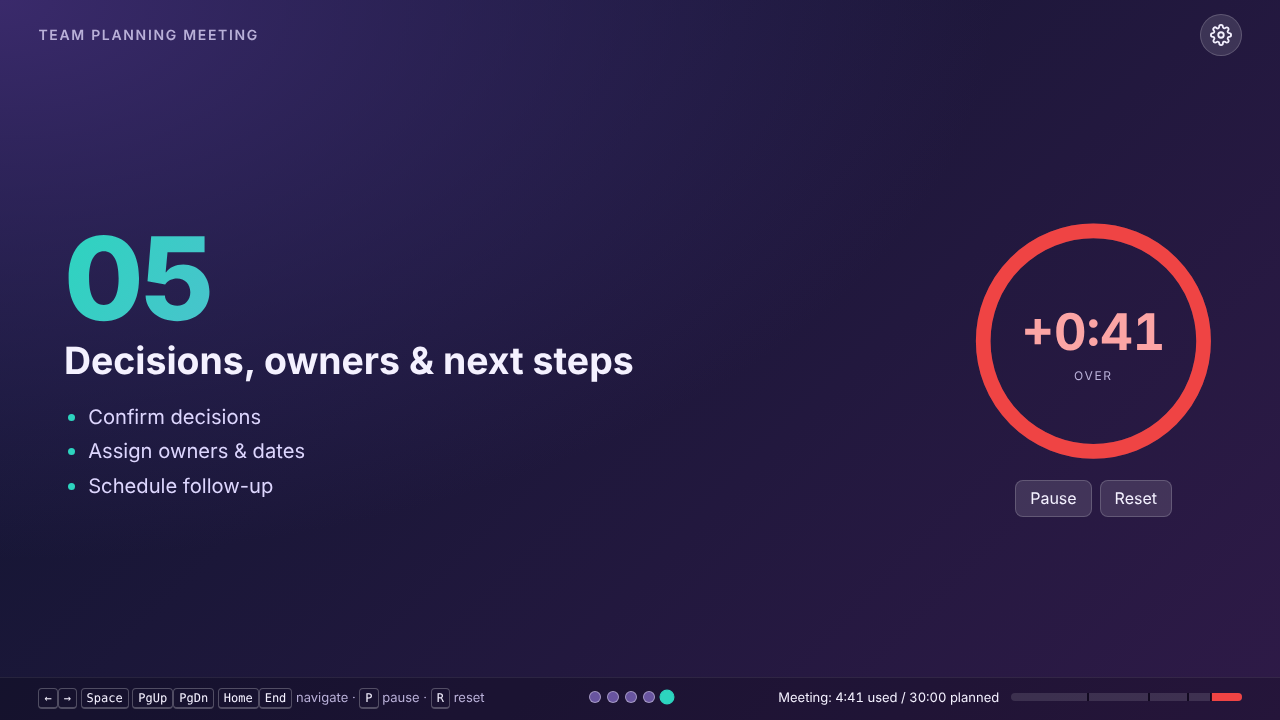 TEAM PLANNING MEETING
05
Decisions, owners & next steps
Confirm decisions
Assign owners & dates
Schedule follow-up
+0:41
OVER
Pause Reset
← → Space PgUp PgDn Home End navigate · P pause · R reset
Meeting: 4:41 used / 30:00 planned